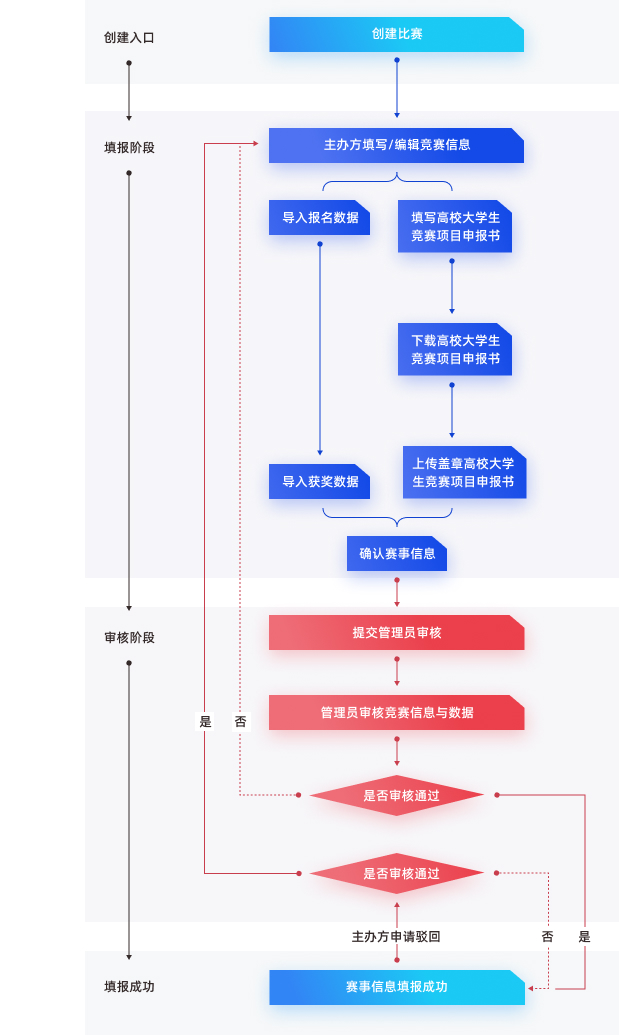 创建入口
创建比赛
填报阶段
主办方填写/编辑竞赛信息
导入报名数据
填写高校大学生
竞赛项目申报书
下载高校大学生
竞赛项目申报书
导入获奖数据
上传盖章高校大学
生竞赛项目申报书
确认赛事信息
审核阶段
提交管理员审核
管理员审核竞赛信息与数据
是
否
是否审核通过
是否审核通过
主办方申请驳回
否
是
填报成功
赛事信息填报成功